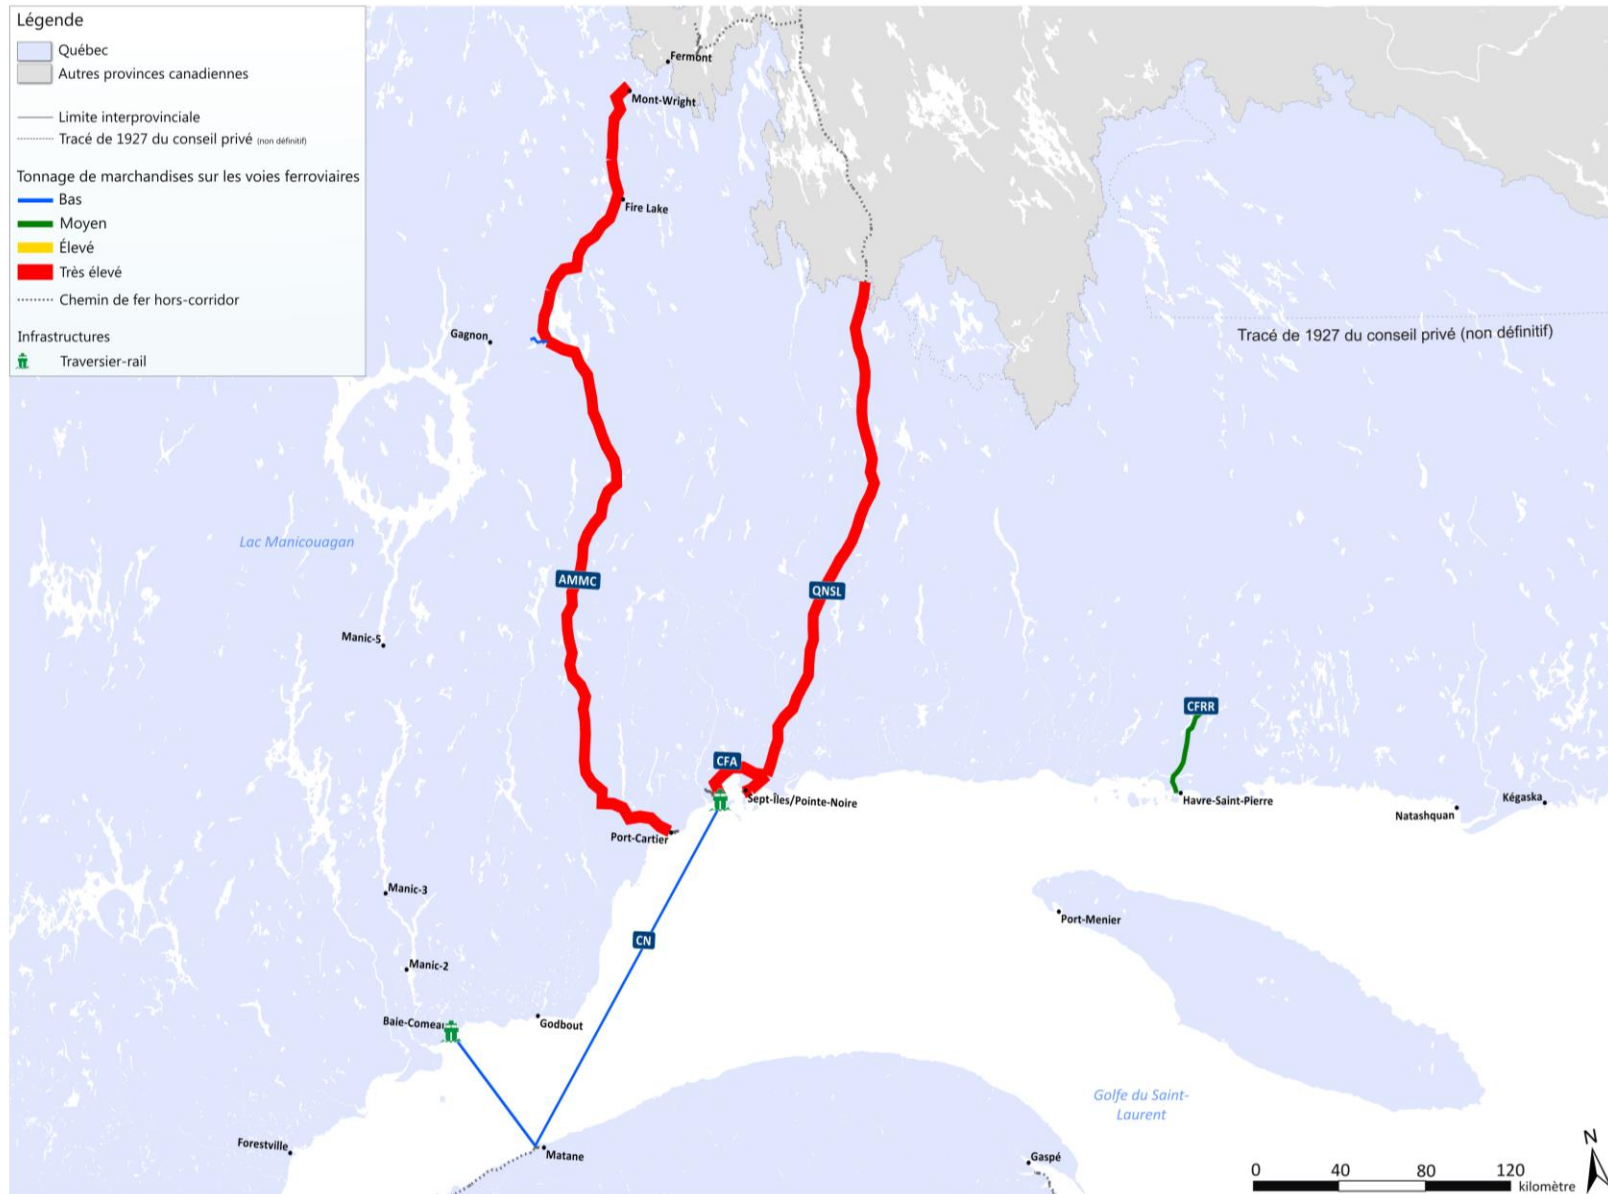 Légende
Québec
Autres provinces canadiennes
Limite interprovinciale
Tracé de 1927 du conseil privé (non définitif)
Tonnage de marchandises sur les voies ferroviaires
Bas
Moyen
Élevé
Très élevé
Chemin de fer hors-corridor
Infrastructures
Traversier-rail
Fermont
Mont-Wright
Fire Lake
Gagnon
Tracé de 1927 du conseil privé (non définitif)
Lac Manicouagan
AMMC
QNSL
Manic-5
CFRR
CFA
Sept-Îles/Pointe-Noire
Havre-Saint-Pierre
Kégaska
Natashquan
Port-Cartier
Manic-3
Port-Menier
CN
Manic-2
Baie-Comeau
Godbout
Golfe du Saint-
Laurent
Forestville
Matane
Gaspé
N
0 40 80 120
kilomètre